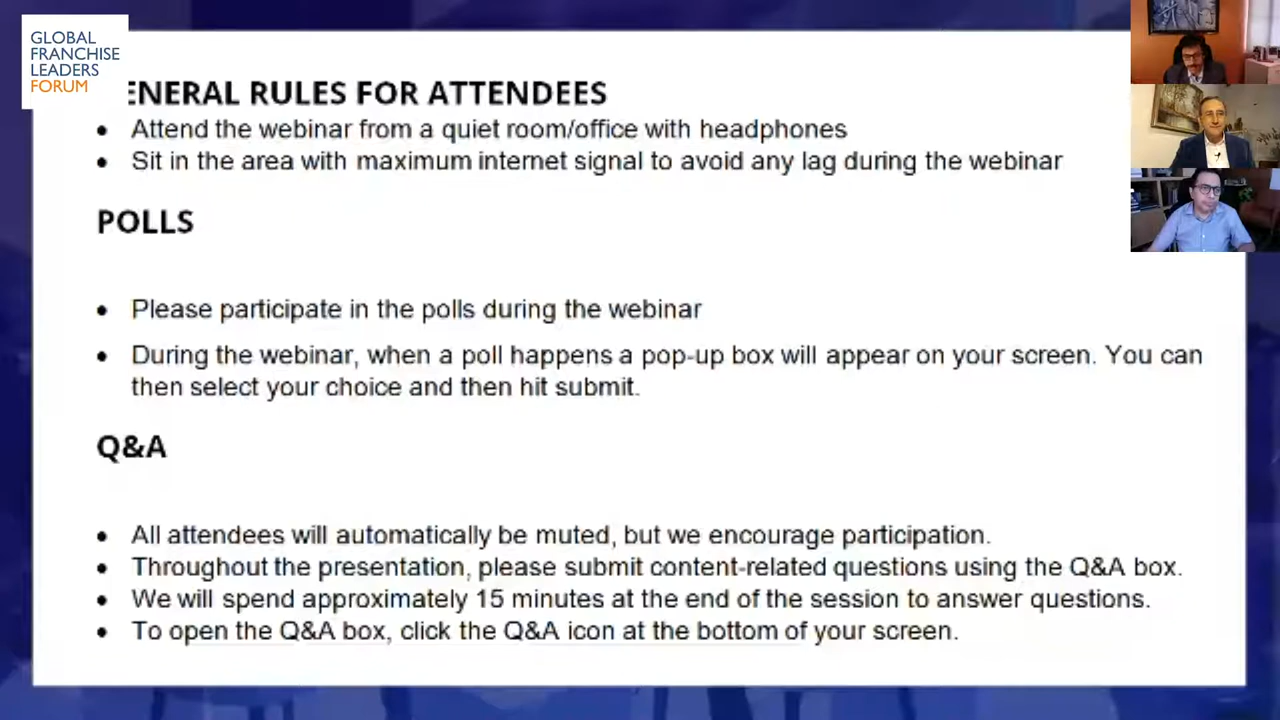 GLOBAL
FRANCHISE
LEADERS
FORUM
ENERAL RULES FOR ATTENDEES
• Attend the webinar from a quiet room/office with headphones
• Sit in the area with maximum internet signal to avoid any lag during the webinar
POLLS
• Please participate in the polls during the webinar
• During the webinar, when a poll happens a pop-up box will appear on your screen. You can
then select your choice and then hit submit.
Q&A
• All attendees will automatically be muted, but we encourage participation.
• Throughout the presentation, please submit content-related questions using the Q&A box.
• We will spend approximately 15 minutes at the end of the session to answer questions.
• To open the Q&A box, click the Q&A icon at the bottom of your screen.